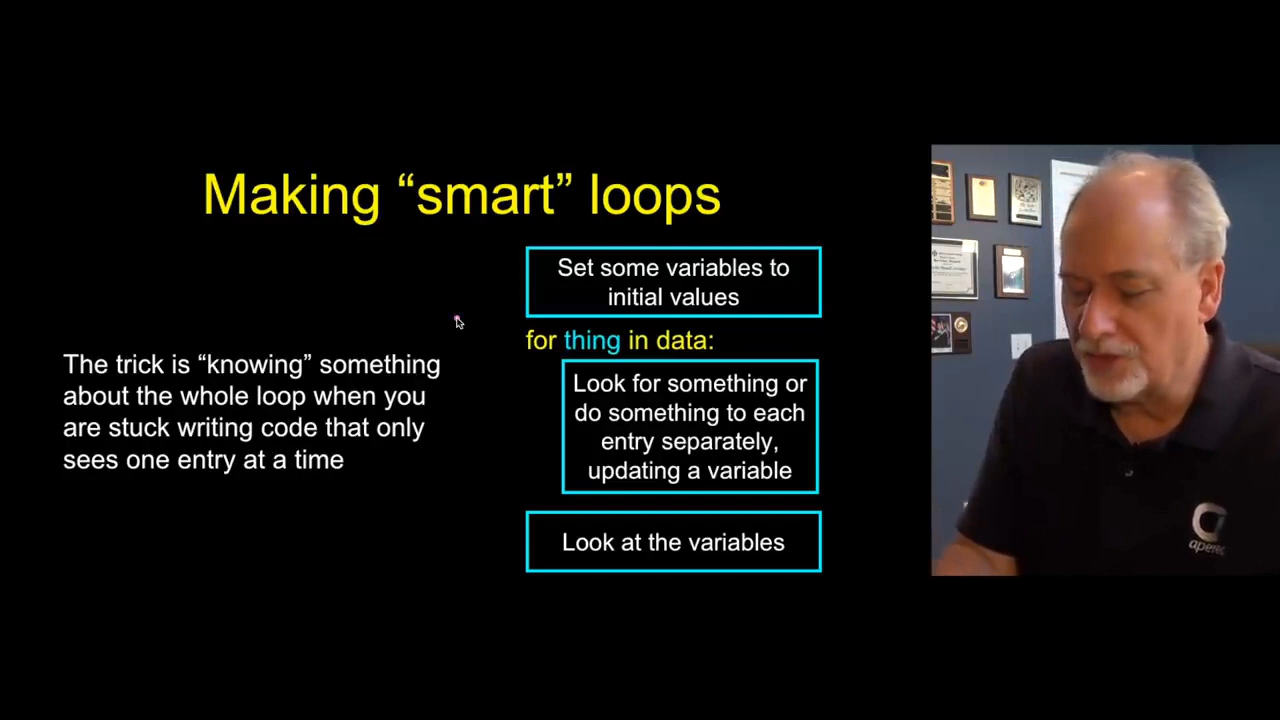 Making “smart” loops
The trick is “knowing” something
about the whole loop when you
are stuck writing code that only
sees one entry at a time
Set some variables to
initial values
for thing in data:
Look for something or
do something to each
entry separately,
updating a variable
Look at the variables